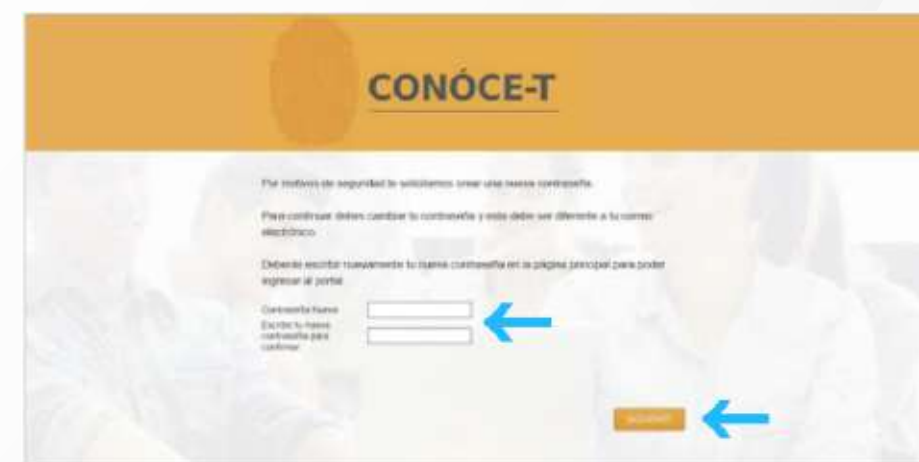 CONÓCE-T
Por motivos de seguridad te solicitamos crear una nueva contraseña.
Para continuar debes cambiar tu contraseña y esta debe ser diferente a tu correo
electrónico.
Deberás escribir nuevamente tu nueva contraseña en la página principal para poder
ingresar al portal.
Contraseña Nueva
Escribe tu nueva
contraseña para
confirmar